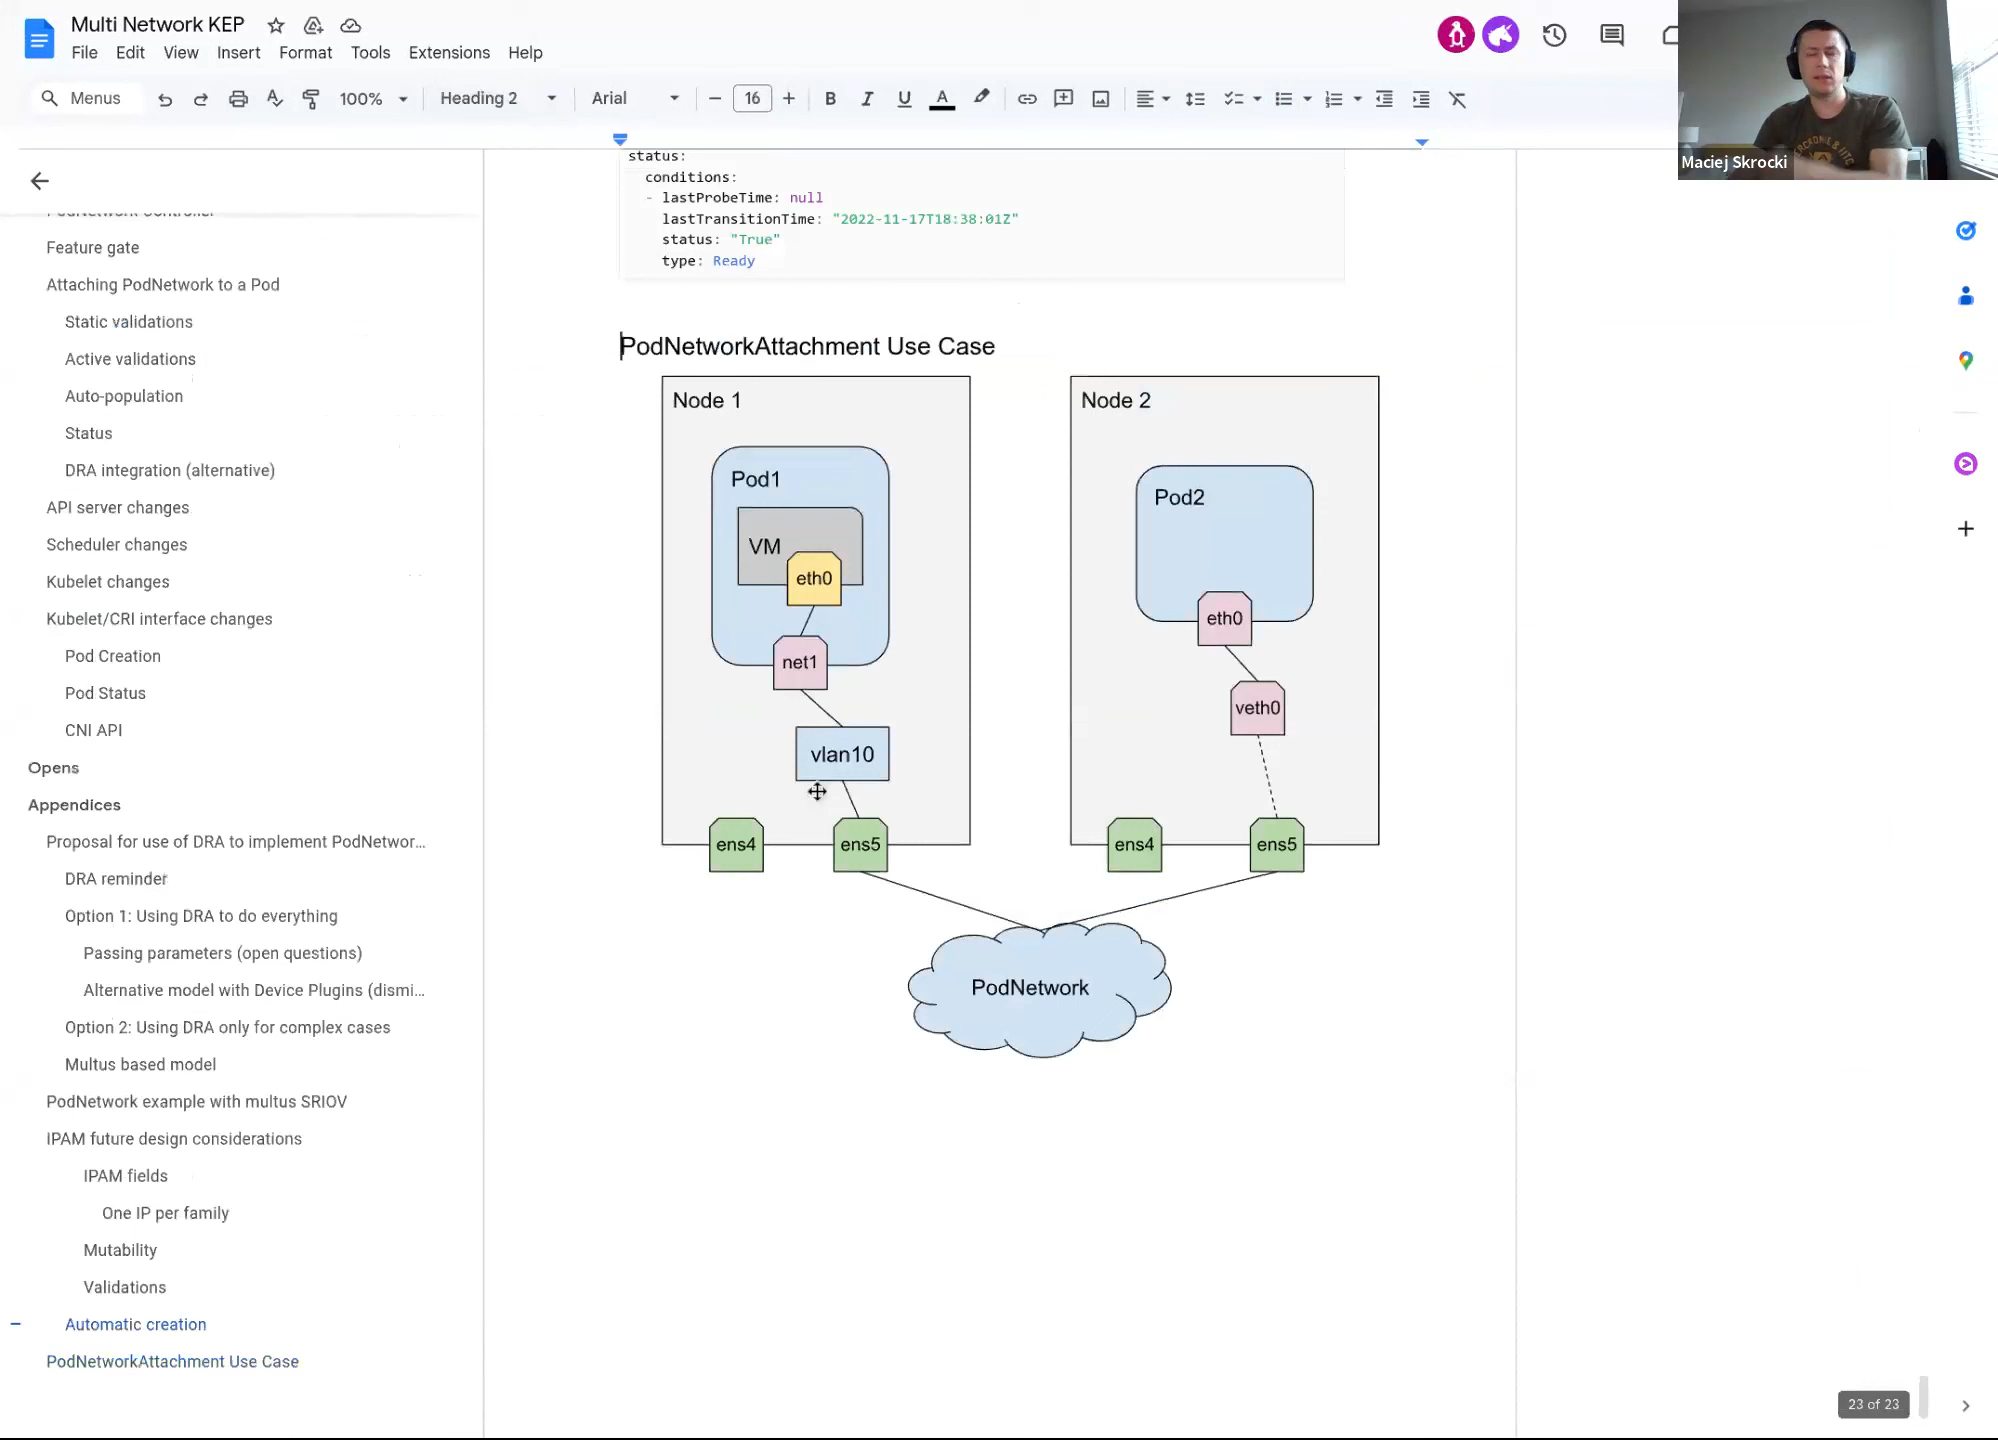 Multi Network KEP
File Edit View Insert Format Tools Extensions Help
Menus 100% Heading 2 Arial 16 B I U A
Maciej Skrocki
Feature gate
Attaching PodNetwork to a Pod
Static validations
Active validations
Auto-population
Status
DRA integration (alternative)
API server changes
Scheduler changes
Kubelet changes
Kubelet/CRI interface changes
Pod Creation
Pod Status
CNI API
Opens
Appendices
Proposal for use of DRA to implement PodNetwor...
DRA reminder
Option 1: Using DRA to do everything
Passing parameters (open questions)
Alternative model with Device Plugins (dismi...
Option 2: Using DRA only for complex cases
Multus based model
PodNetwork example with multus SRIOV
IPAM future design considerations
IPAM fields
One IP per family
Mutability
Validations
Automatic creation
PodNetworkAttachment Use Case
status:
conditions:
- lastProbeTime: null
lastTransitionTime: "2022-11-17T18:38:01Z"
status: "True"
type: Ready
PodNetworkAttachment Use Case
Node 1
Pod1
VM
eth0
net1
vlan10
ens4
ens5
Node 2
Pod2
eth0
veth0
ens4
ens5
PodNetwork
23 of 23